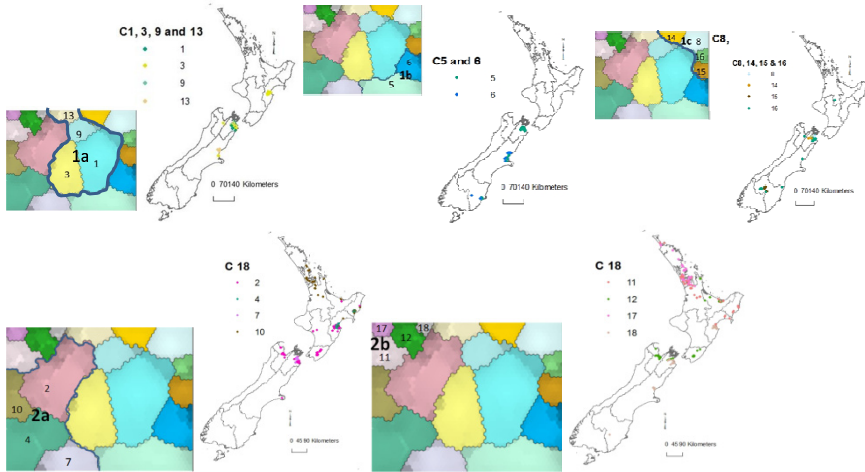 C1, 3, 9 and 13
1
3
9
13
13
9
1a
1
3
0 70140 Kilometers
6
1b
5
C5 and 6
5
6
3 70140 Kilometers
14
1c
8
16
15
C8,
C8, 14, 15 & 16
8
14
15
16
0 70140 Kilometers
C 18
2
4
7
10
2
10
2a
4
7
0 45 90 Kilometers
17
18
12
2b
11
C 18
11
12
17
18
0 45 90 Kilometers